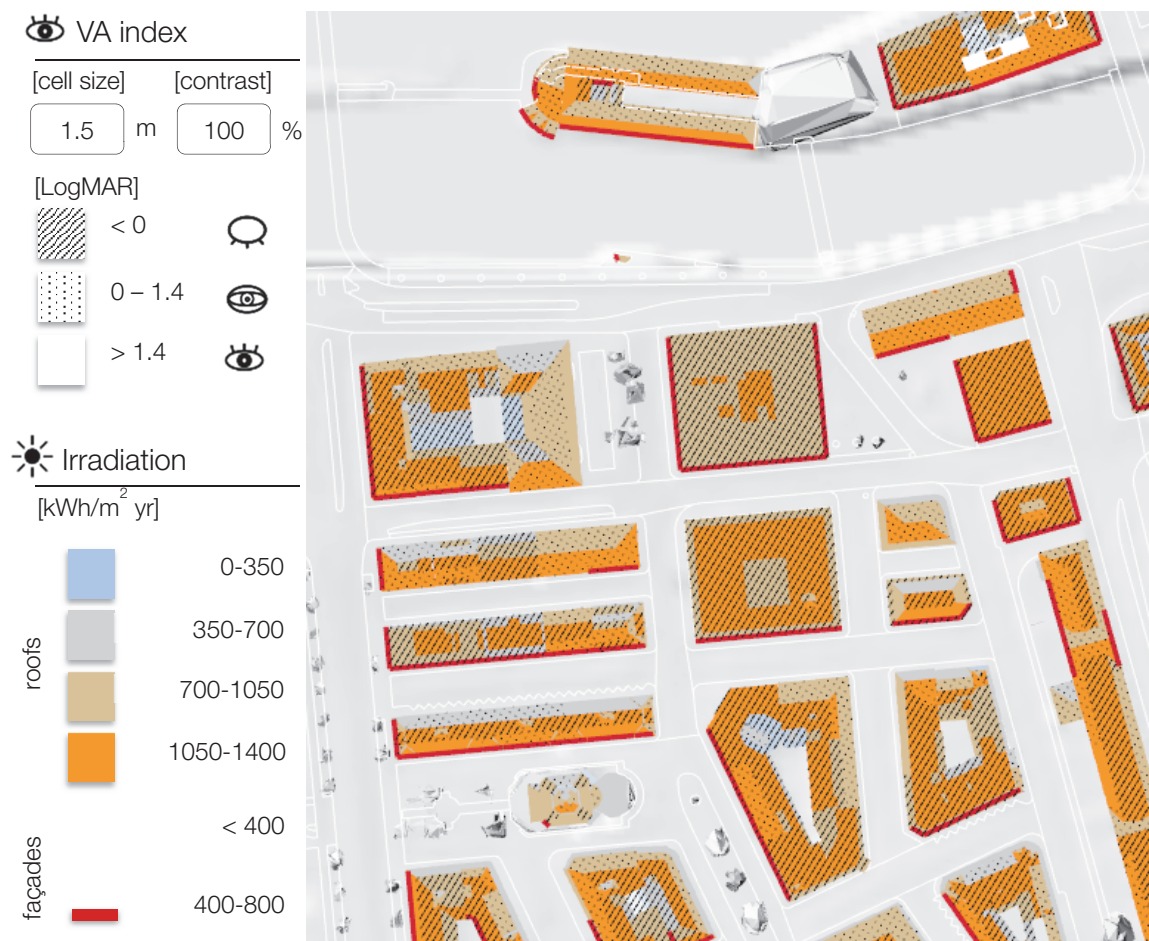 VA index
[cell size] [contrast]
1.5 m 100 %
[LogMAR]
< 0
0 – 1.4
> 1.4
Irradiation
[kWh/m² yr]
roofs
0-350
350-700
700-1050
1050-1400
façades
< 400
400-800